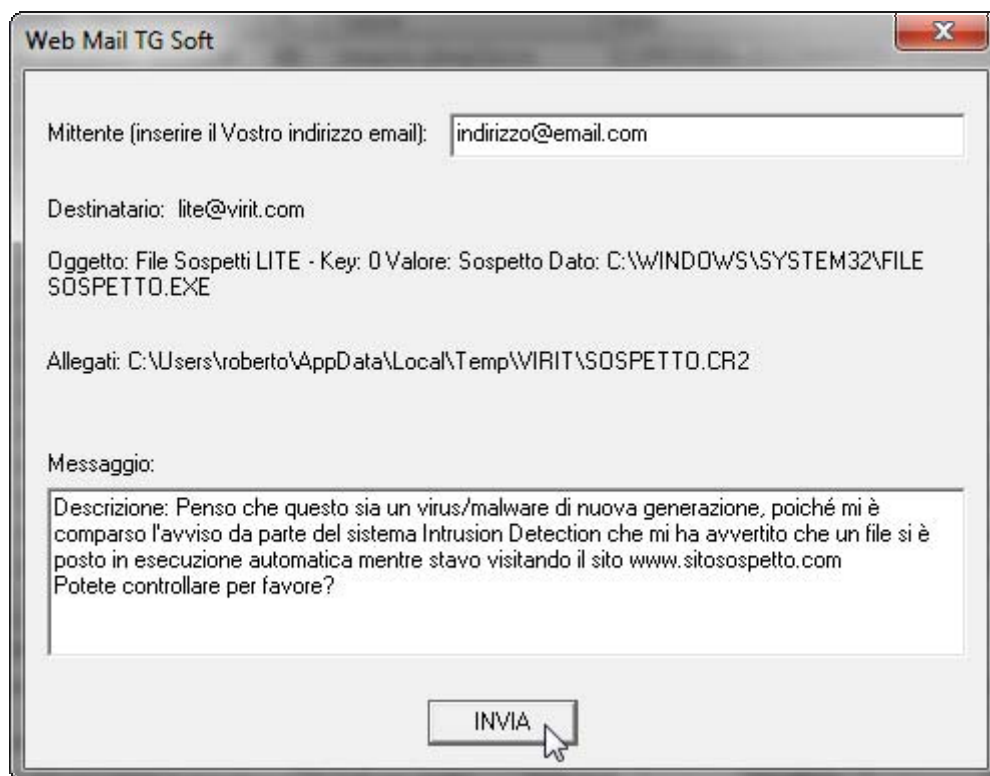 Web Mail TG Soft
Mittente (inserire il Vostro indirizzo email): indirizzo@email.com
Destinatario: lite@virit.com
Oggetto: File Sospetti LITE - Key: 0 Valore: Sospetto Dato: C:\WINDOWS\SYSTEM32\FILE
SOSPETTO.EXE
Allegati: C:\Users\roberto\AppData\Local\Temp\VIRIT\SOSPETTO.CR2
Messaggio:
Descrizione: Penso che questo sia un virus/malware di nuova generazione, poiché mi è
comparso l'avviso da parte del sistema Intrusion Detection che mi ha avvertito che un file si è
posto in esecuzione automatica mentre stavo visitando il sito www.sitosospetto.com
Potete controllare per favore?
INVIA